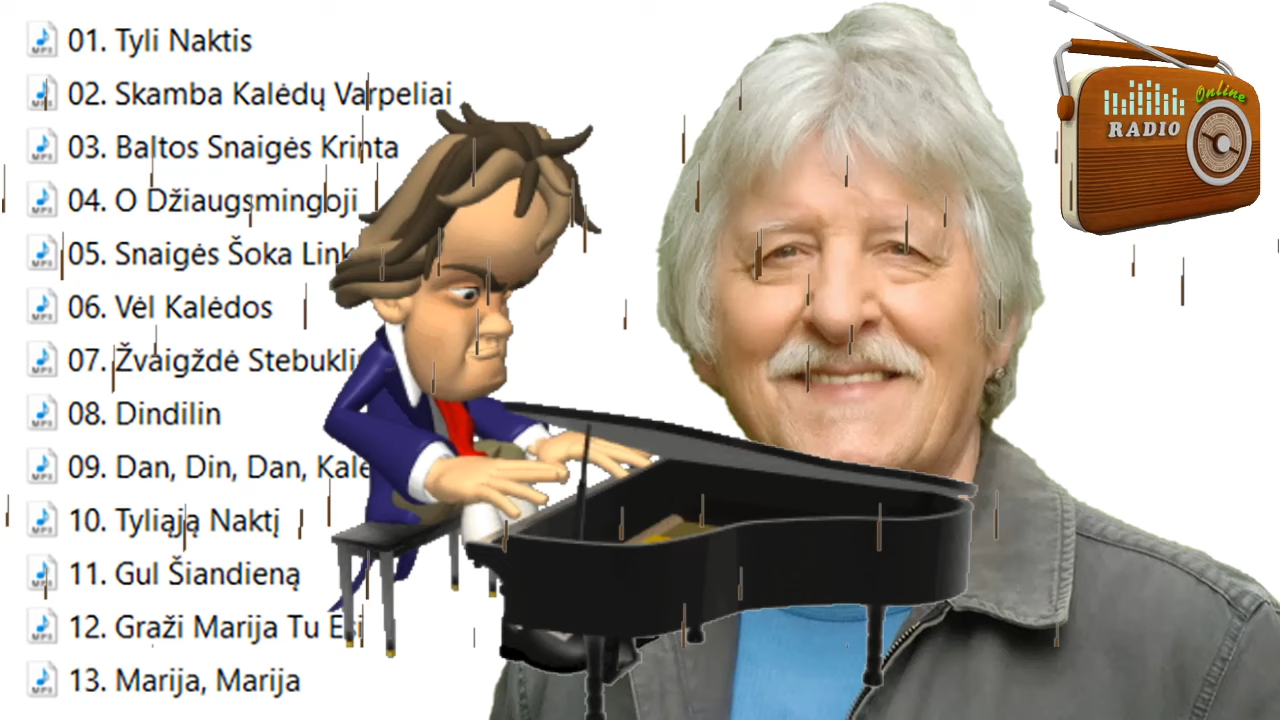 01. Tyli Naktis
02. Skamba Kalėdų Varpeliai
03. Baltos Snaigės Krinta
04. O Džiaugsmingoji
05. Snaigės Šoka
06. Vėl Kalėdos
07. Žvaigždė
08. Dindilin
09. Dan, Din, Dan,
10. Tyliąją Naktį
11. Gul Šiandieną
12. Graži Marija Tu Esi
13. Marija, Marija
Online
RADIO